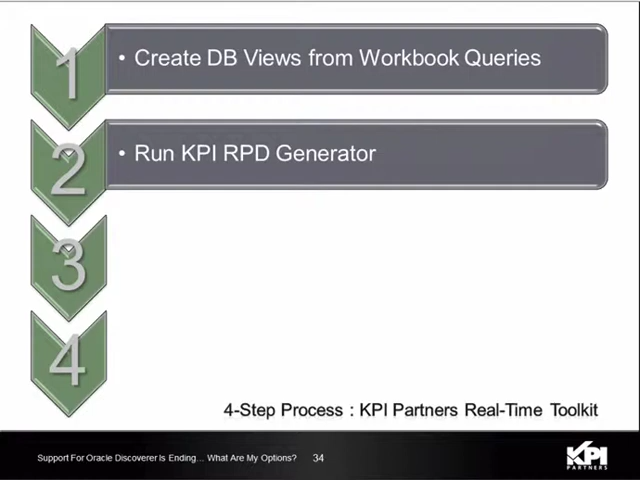 1
• Create DB Views from Workbook Queries
2
• Run KPI RPD Generator
3
4
4-Step Process : KPI Partners Real-Time Toolkit
Support For Oracle Discoverer Is Ending... What Are My Options? 34
KPI
PARTNERS